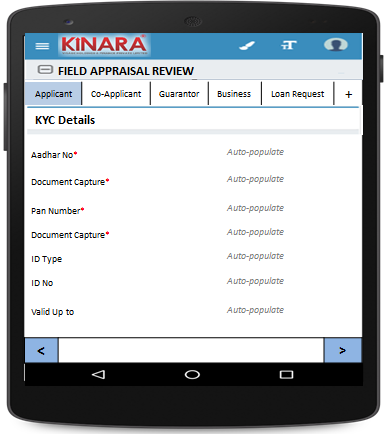 KINARA
FIELD APPRAISAL REVIEW
Applicant Co-Applicant Guarantor Business Loan Request +
KYC Details
Aadhar No* Auto-populate
Document Capture* Auto-populate
Pan Number* Auto-populate
Document Capture* Auto-populate
ID Type Auto-populate
ID No Auto-populate
Valid Up to Auto-populate
< >